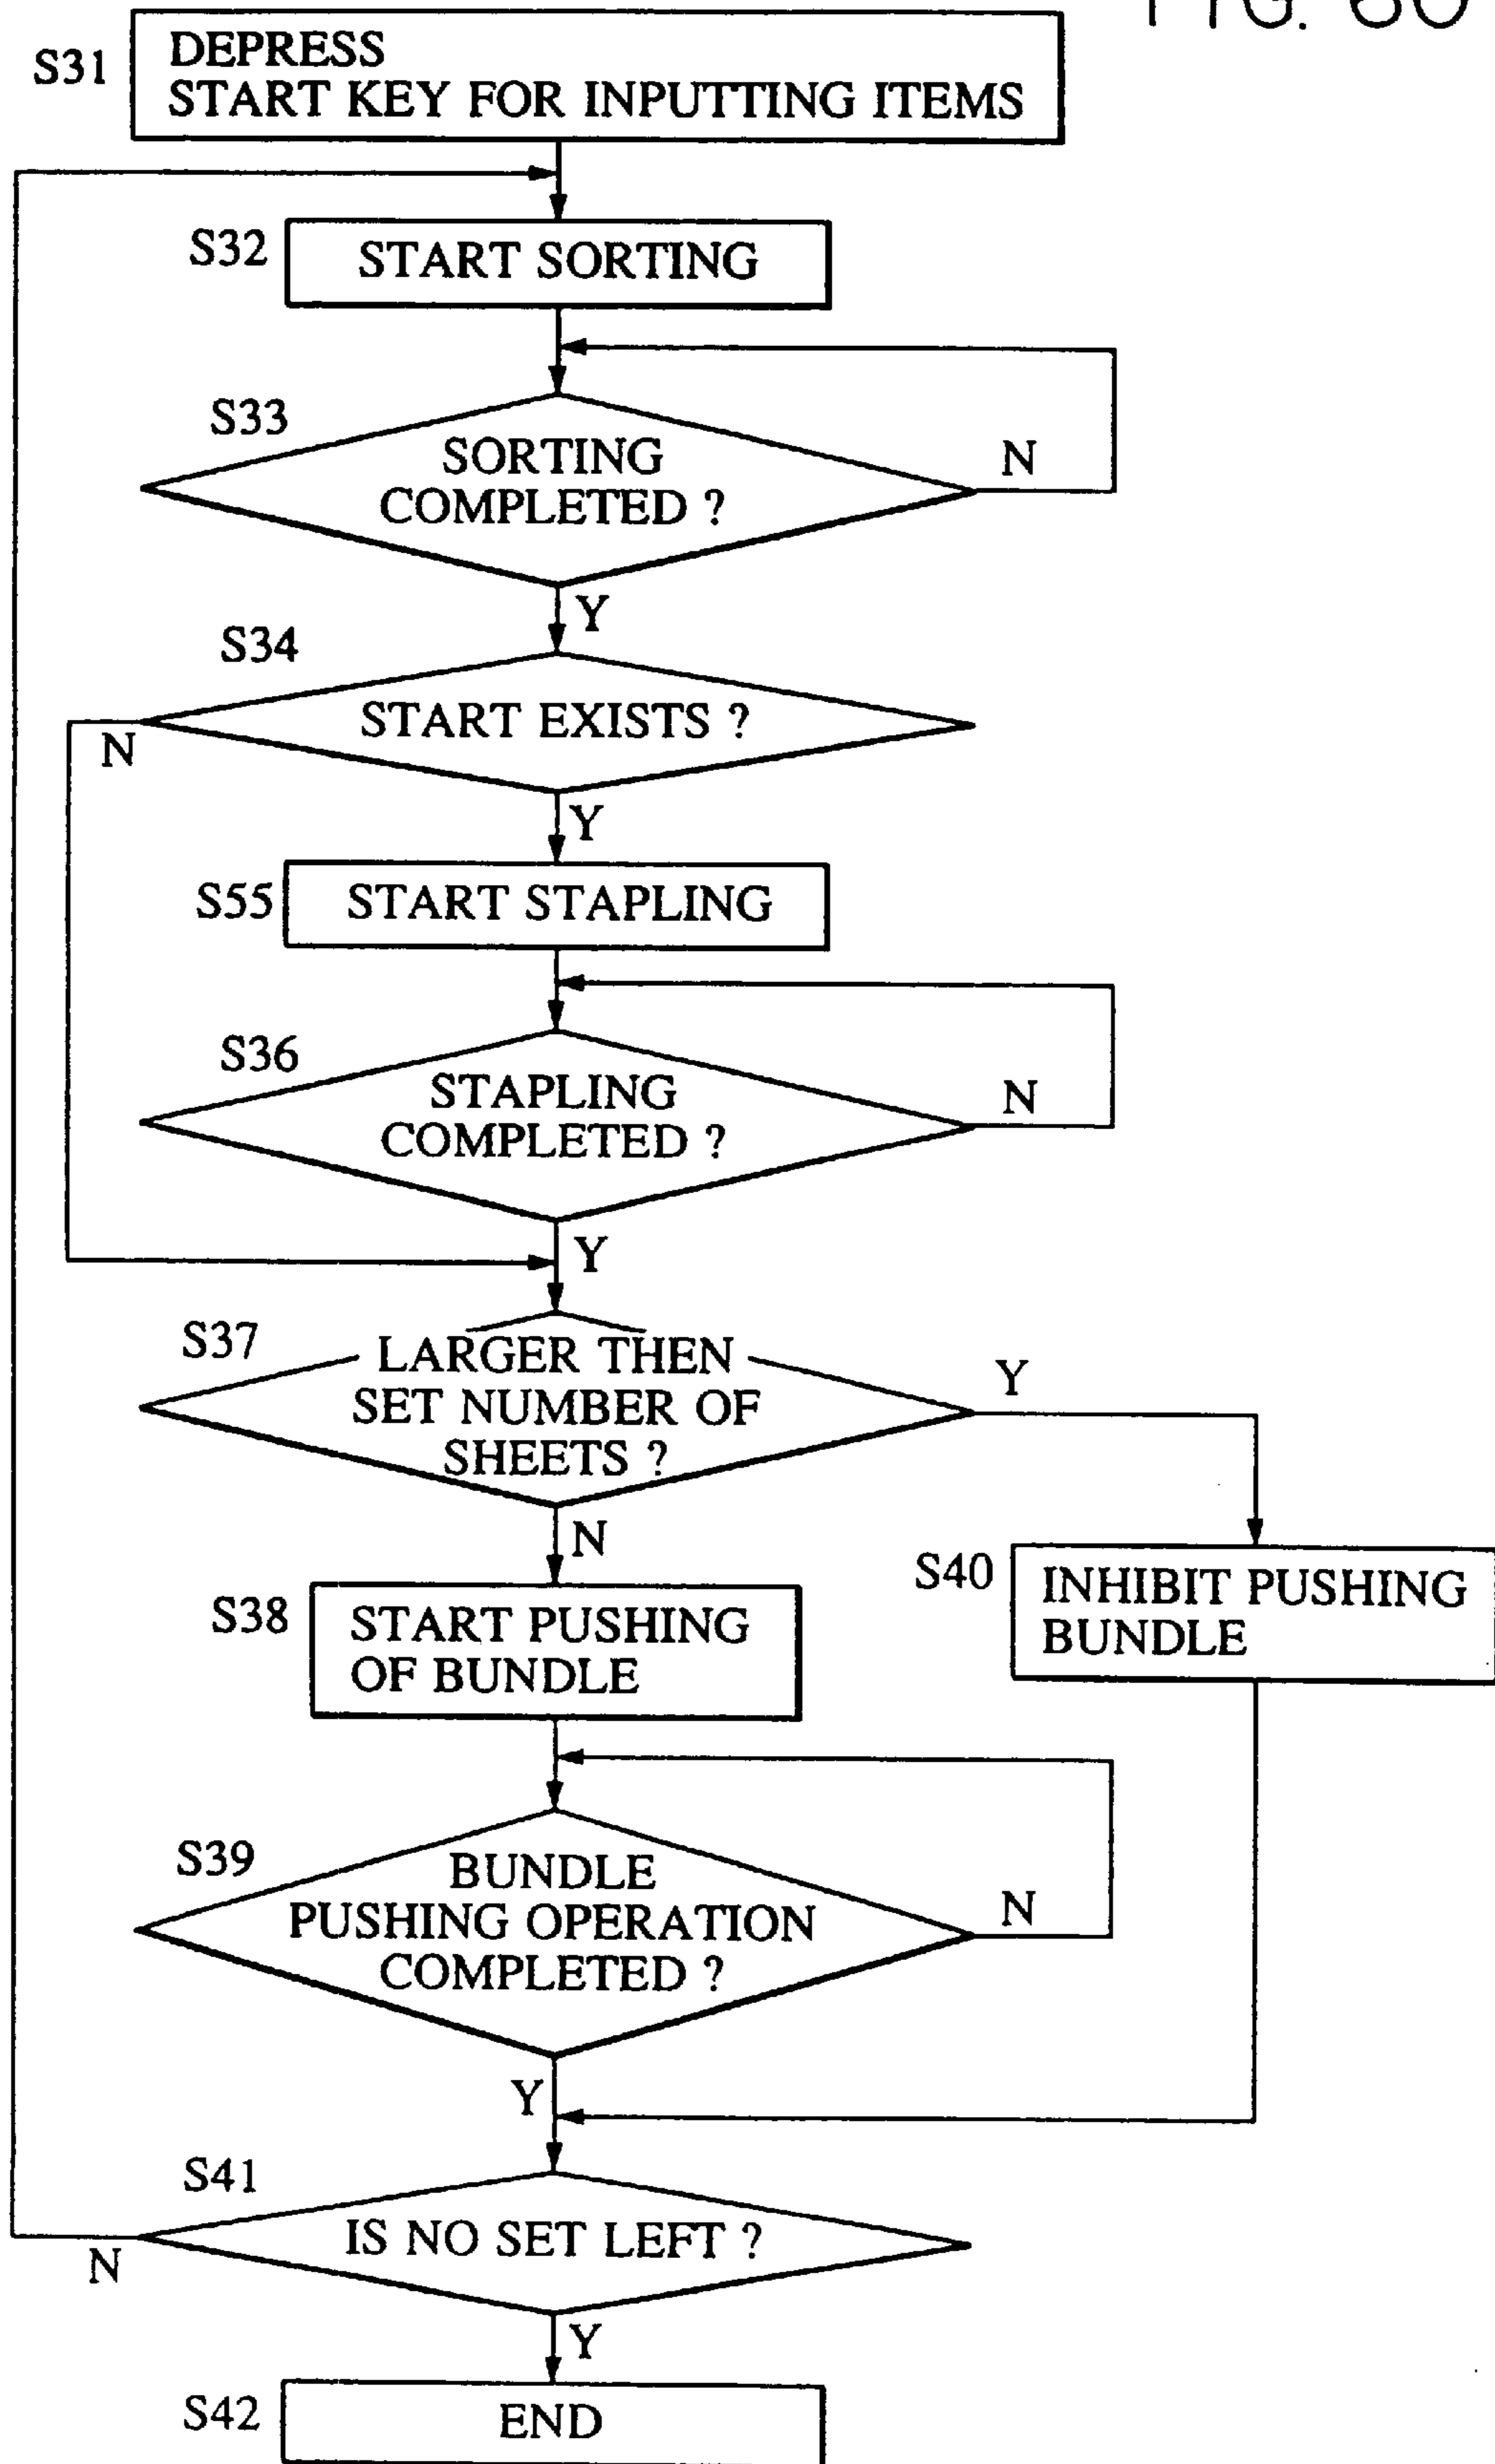 FIG. 60
S31
DEPRESS
START KEY FOR INPUTTING ITEMS
S32
START SORTING
S33
SORTING
COMPLETED ?
N
Y
S34
START EXISTS ?
N
Y
S55
START STAPLING
S36
STAPLING
COMPLETED ?
N
Y
S37
LARGER THEN
SET NUMBER OF
SHEETS ?
Y
N
S38
START PUSHING
OF BUNDLE
S40
INHIBIT PUSHING
BUNDLE
S39
BUNDLE
PUSHING OPERATION
COMPLETED ?
N
Y
S41
IS NO SET LEFT ?
N
Y
S42
END